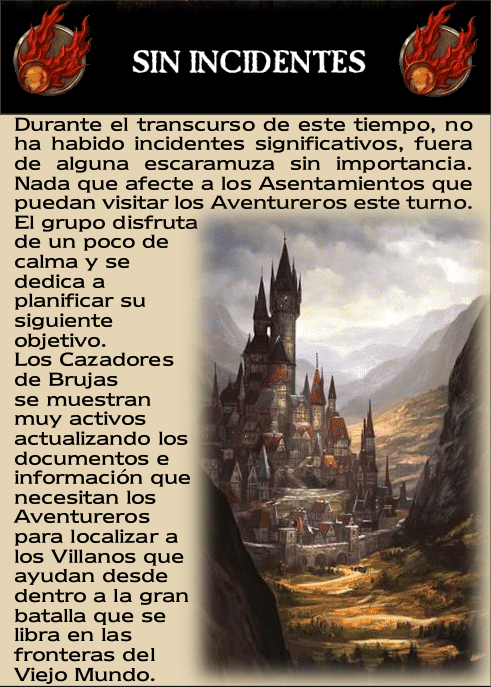 SIN INCIDENTES
Durante el transcurso de este tiempo, no
ha habido incidentes significativos, fuera
de alguna escaramuza sin importancia.
Nada que afecte a los Asentamientos que
puedan visitar los Aventureros este turno.
El grupo disfruta
de un poco de
calma y se
dedica a
planificar su
siguiente
objetivo.
Los Cazadores
de Brujas
se muestran
muy activos
actualizando los
documentos e
información que
necesitan los
Aventureros
para localizar a
los Villanos que
ayudan desde
dentro a la gran
batalla que se
libra en las
fronteras del
Viejo Mundo.